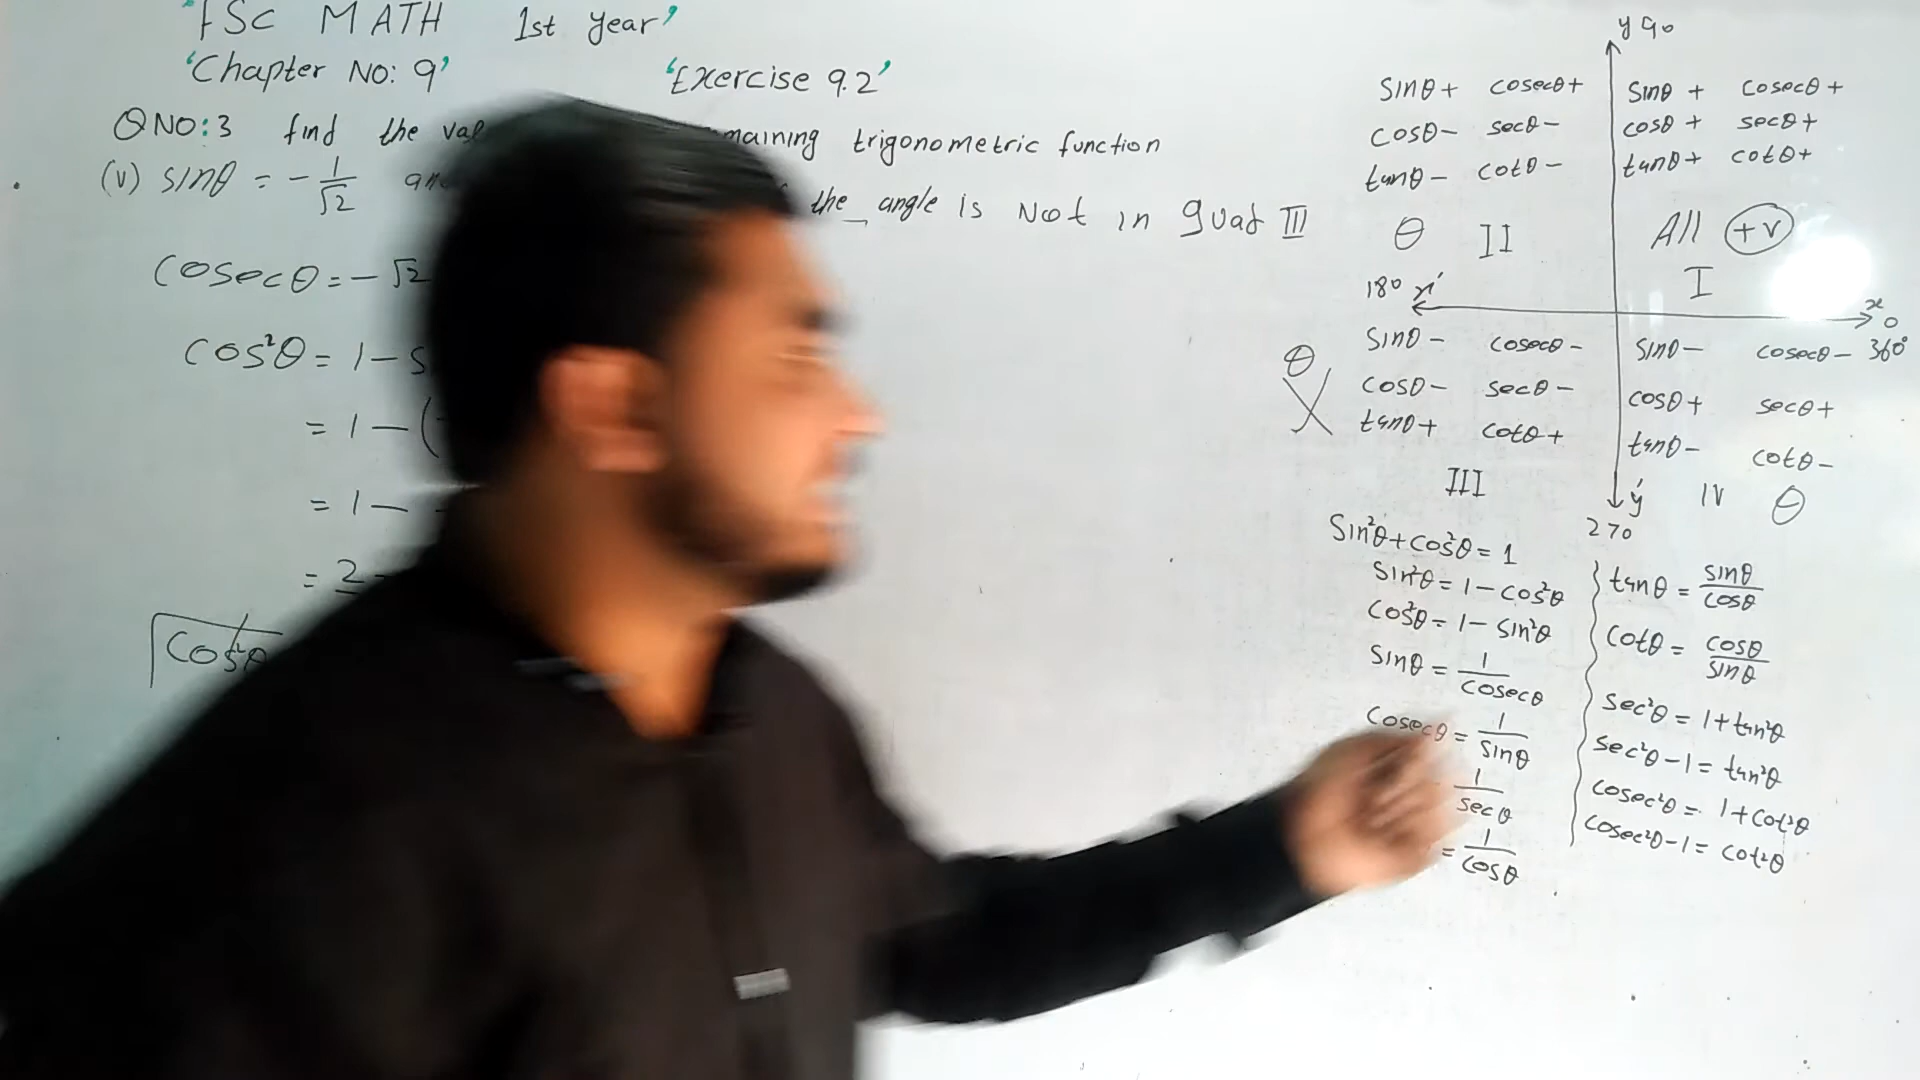 'FSC MATH 1st year'
'Chapter No: 9' 'Exercise 9.2'
QNO:3 find the trigonometric function
(v) sinθ = -1/√2 the angle is Not in quad III
cosecθ = -√2
cos²θ = 1-
= 1-(
= 1-
= 2
cos²θ
y 90
sinθ+ cosecθ+
cosθ- secθ-
tanθ- cotθ-
θ II
sinθ+ cosecθ+
cosθ+ secθ+
tanθ+ cotθ+
All +v
I
180 x'
x 0
360°
θ
sinθ- cosecθ-
cosθ- secθ-
tanθ+ cotθ+
III
sinθ- cosecθ-
cosθ+ secθ+
tanθ- cotθ-
IV θ
y'
270
sin²θ+cos²θ=1
sin²θ=1-cos²θ
cos²θ=1-sin²θ
sinθ=1/cosecθ
cosecθ=1/sinθ
1/secθ
=1/cosθ
tanθ=sinθ/cosθ
cotθ=cosθ/sinθ
sec²θ=1+tan²θ
sec²θ-1=tan²θ
cosec²θ=1+cot²θ
cosec²θ-1=cot²θ